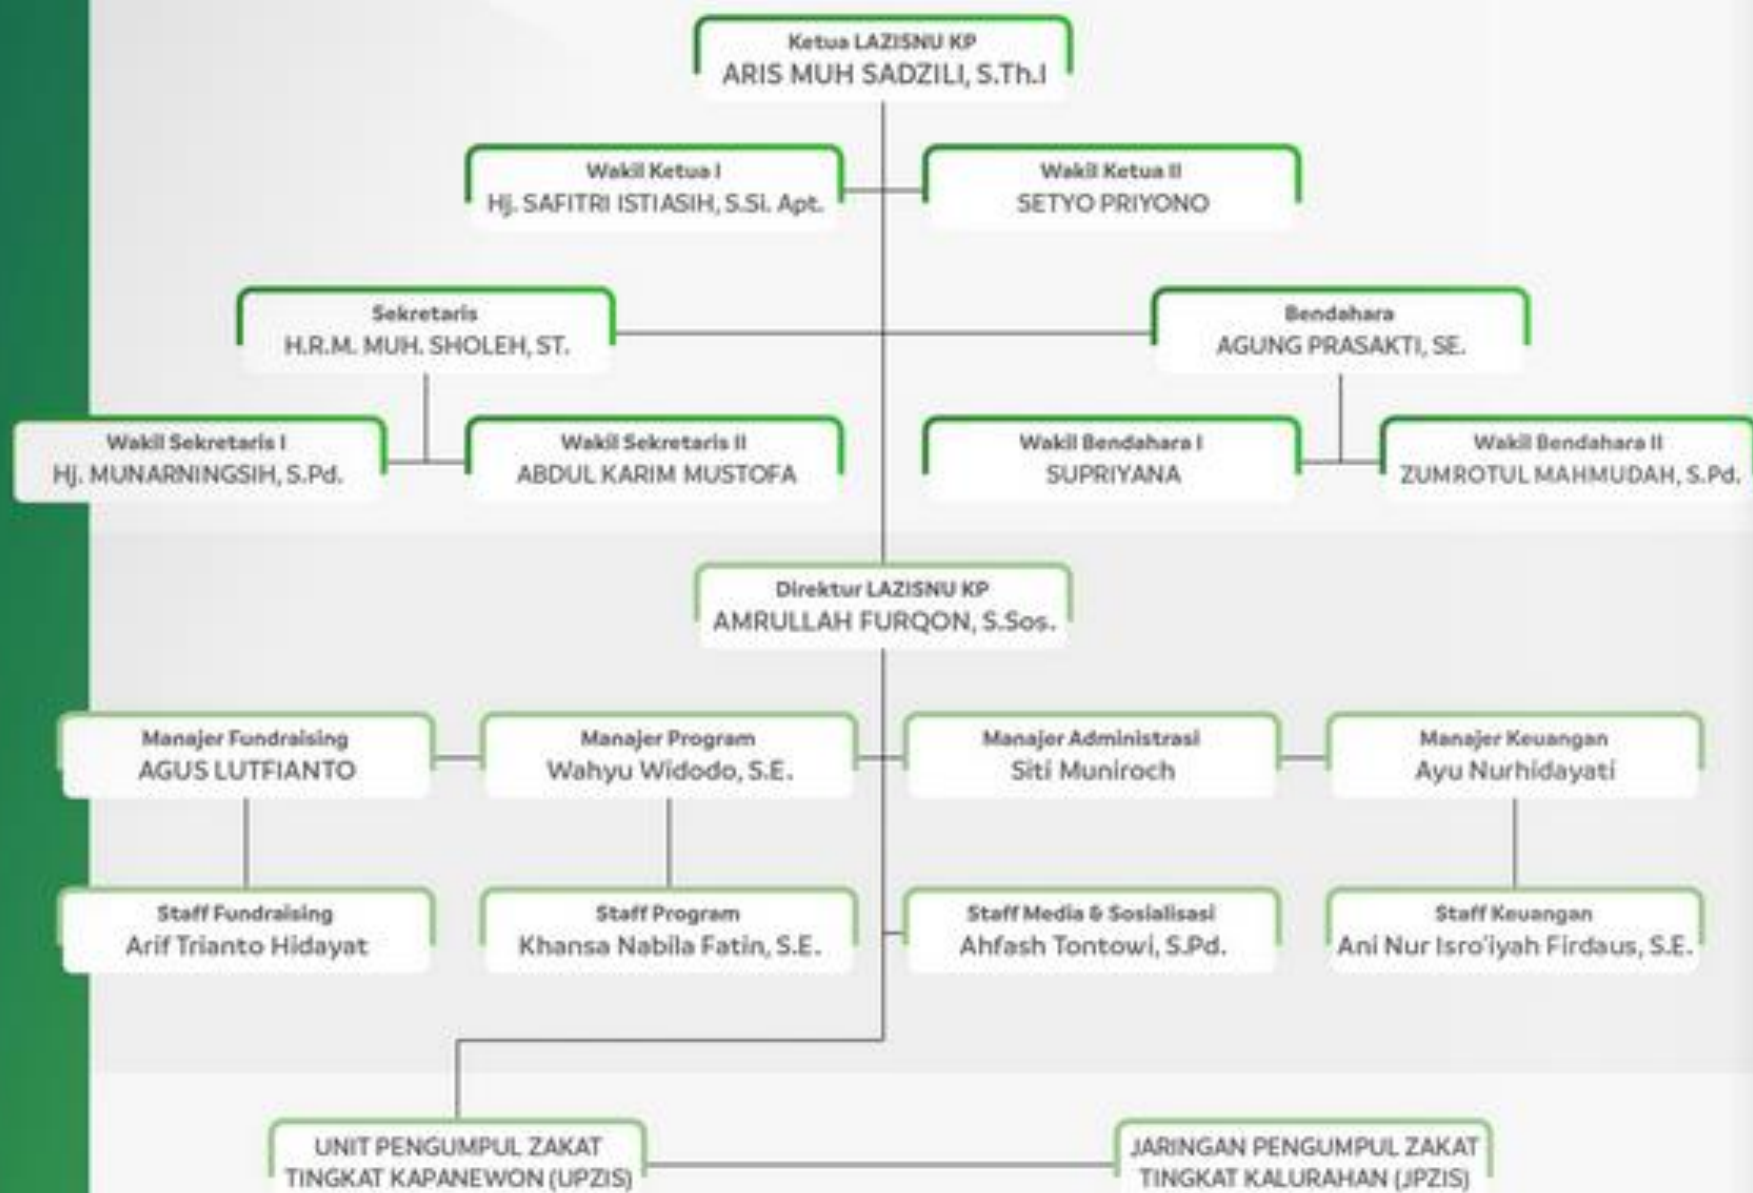 Ketua LAZISNU KP
ARIS MUH SADZILI, S.Th.I
Wakil Ketua I
Hj. SAFITRI ISTIASIH, S.Si. Apt.
Wakil Ketua II
SETYO PRIYONO
Sekretaris
H.R.M. MUH. SHOLEH, ST.
Bendahara
AGUNG PRASAKTI, SE.
Wakil Sekretaris I
Hj. MUNARNINGSIH, S.Pd.
Wakil Sekretaris II
ABDUL KARIM MUSTOFA
Wakil Bendahara I
SUPRIYANA
Wakil Bendahara II
ZUMROTUL MAHMUDAH, S.Pd.
Direktur LAZISNU KP
AMRULLAH FURQON, S.Sos.
Manajer Fundraising
AGUS LUTFIANTO
Manajer Program
Wahyu Widodo, S.E.
Manajer Administrasi
Siti Muniroch
Manajer Keuangan
Ayu Nurhidayati
Staff Fundraising
Arif Trianto Hidayat
Staff Program
Khansa Nabila Fatin, S.E.
Staff Media & Sosialisasi
Ahfash Tontowi, S.Pd.
Staff Keuangan
Ani Nur Isro'iyah Firdaus, S.E.
UNIT PENGUMPUL ZAKAT
TINGKAT KAPANEWON (UPZIS)
JARINGAN PENGUMPUL ZAKAT
TINGKAT KALURAHAN (JPZIS)